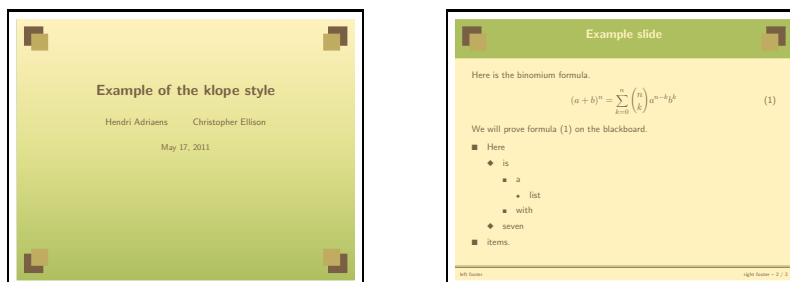 Example of the klope style
Hendri Adriaens Christopher Ellison
May 17, 2011
Example slide
Here is the binomium formula.
(a + b)^n = \sum_{k=0}^{n} \binom{n}{k} a^{n-k} b^k (1)
We will prove formula (1) on the blackboard.
■ Here
◆ is
■ a
• list
■ with
◆ seven
■ items.
left footer right footer – 2 / 3